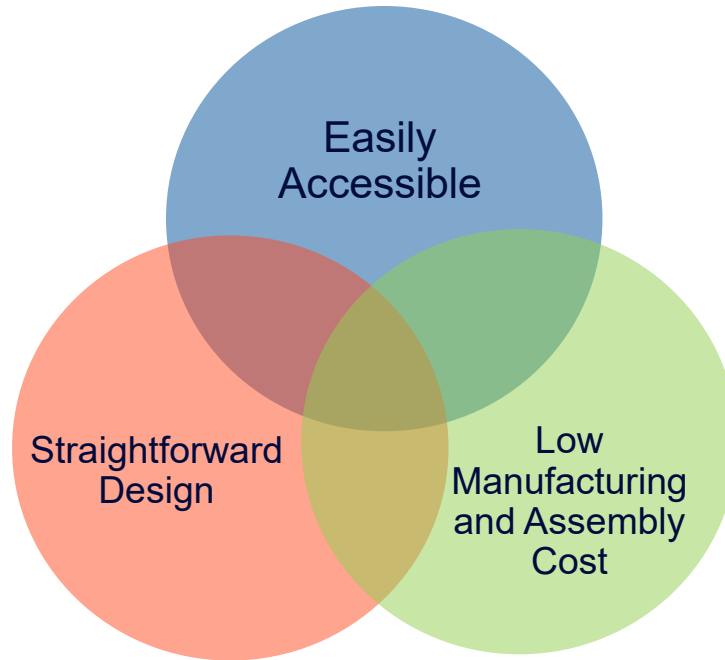 Easily
Accessible
Straightforward
Design
Low
Manufacturing
and Assembly
Cost